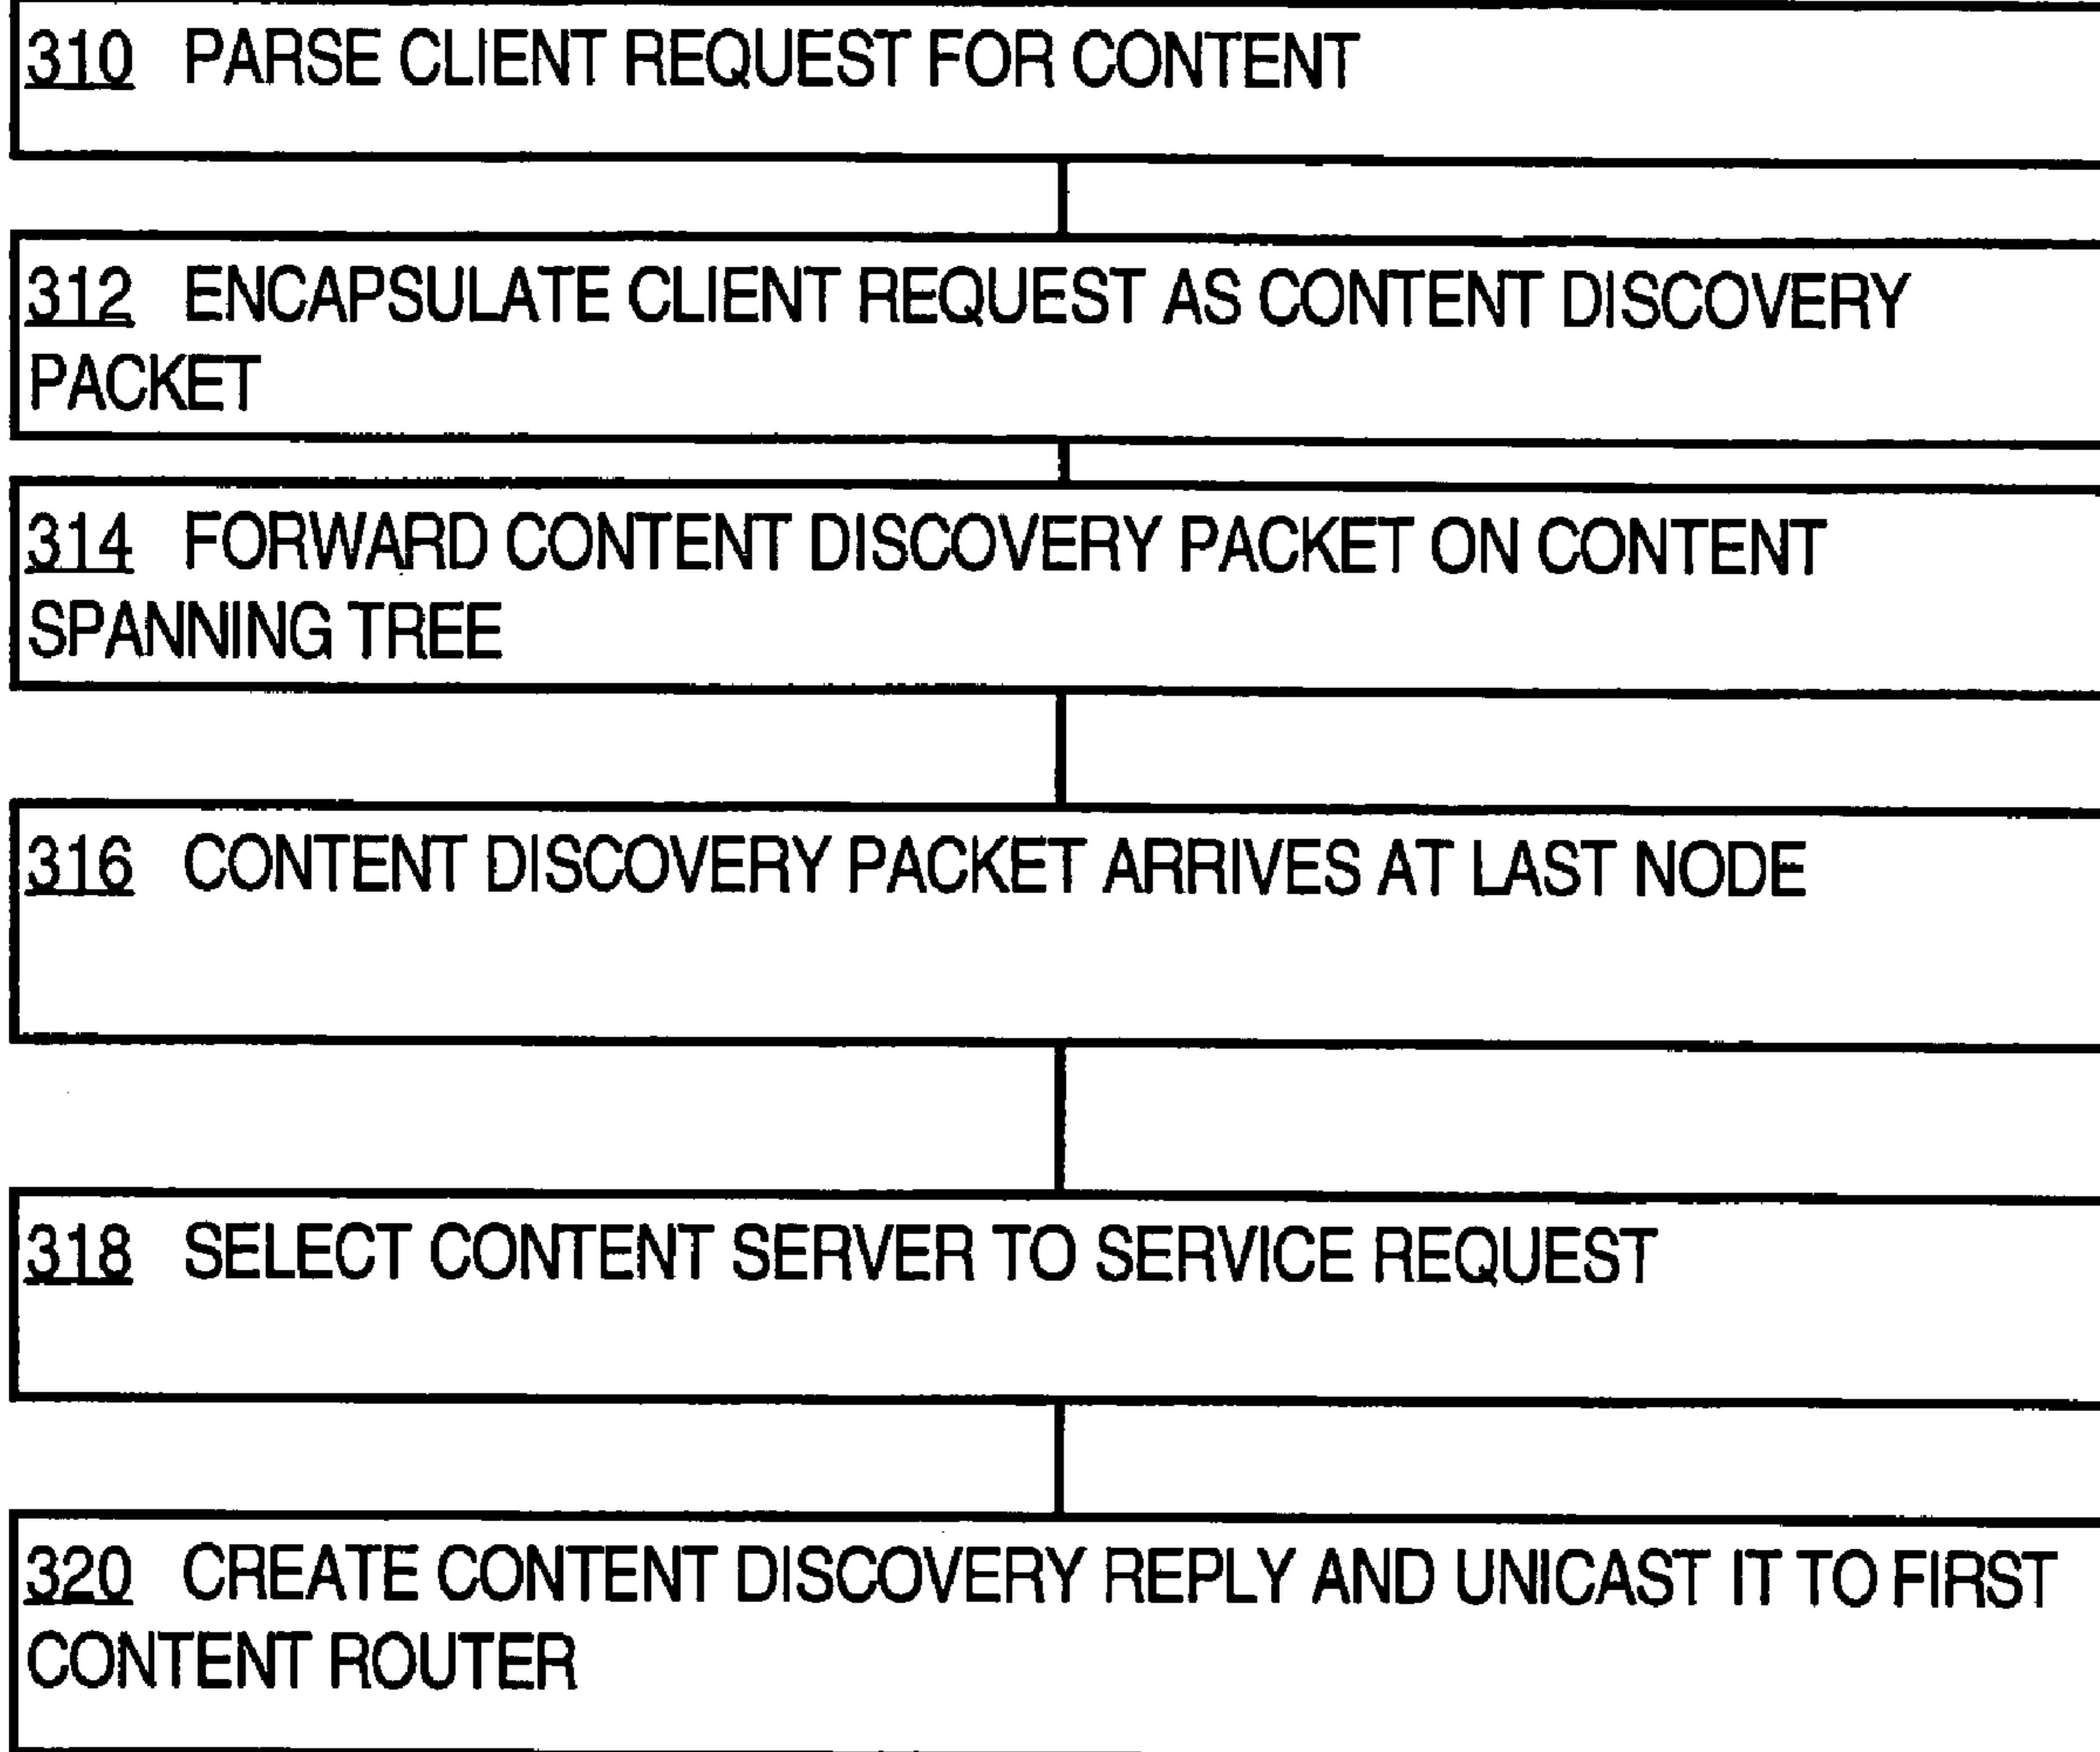 310 PARSE CLIENT REQUEST FOR CONTENT
312 ENCAPSULATE CLIENT REQUEST AS CONTENT DISCOVERY
PACKET
314 FORWARD CONTENT DISCOVERY PACKET ON CONTENT
SPANNING TREE
316 CONTENT DISCOVERY PACKET ARRIVES AT LAST NODE
318 SELECT CONTENT SERVER TO SERVICE REQUEST
320 CREATE CONTENT DISCOVERY REPLY AND UNICAST IT TO FIRST
CONTENT ROUTER